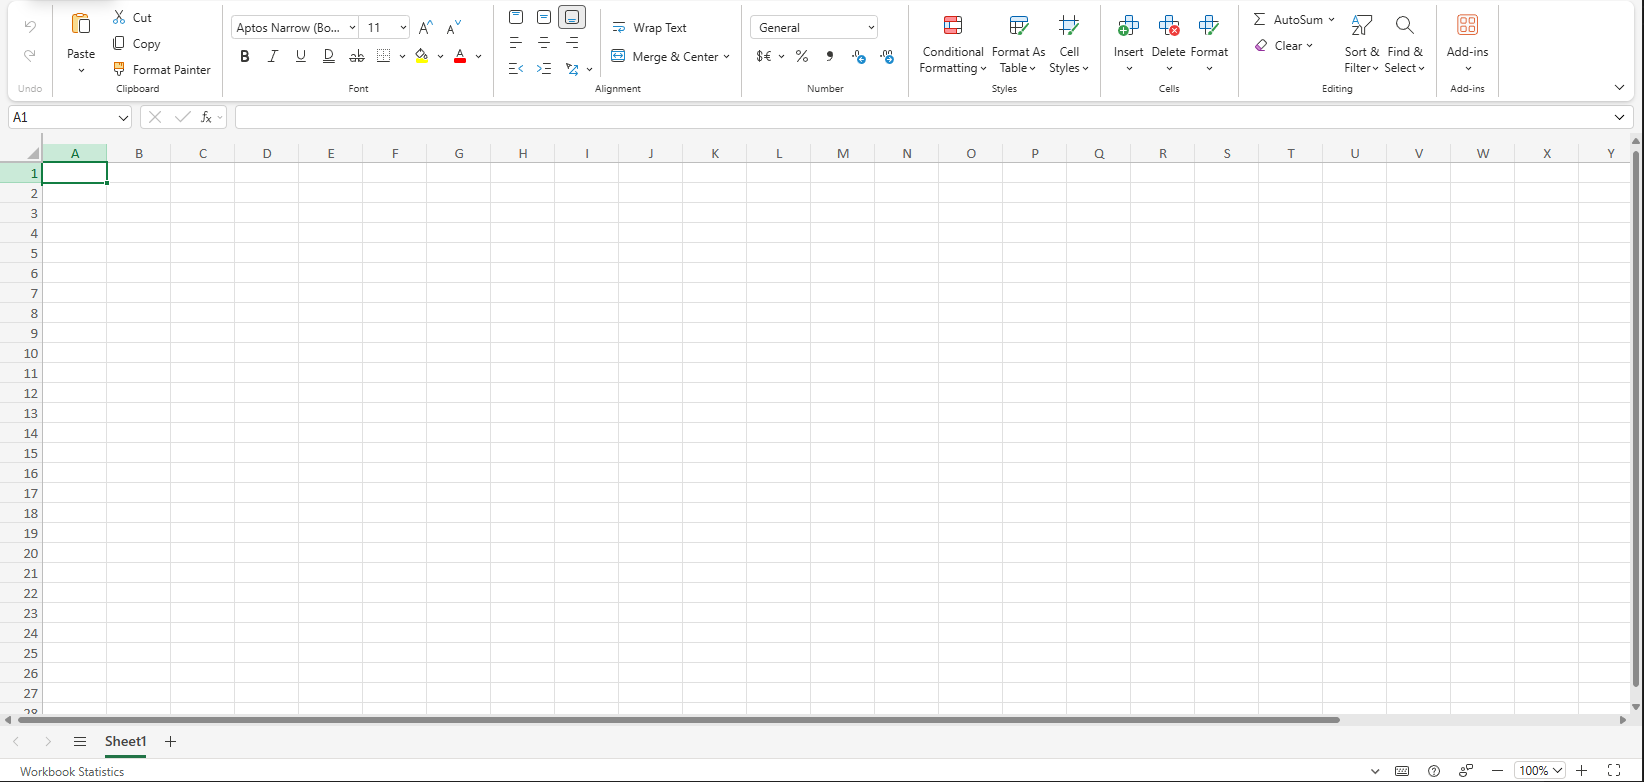 Cut
Copy
Format Painter
Paste
Undo
Clipboard
Aptos Narrow (Bo...
11
A^
A˅
B
I
U
D
ab
A
Font
Wrap Text
Merge & Center
Alignment
General
$€
%
Number
Conditional Formatting
Format As Table
Cell Styles
Styles
Insert
Delete
Format
Cells
AutoSum
Clear
Sort & Filter
Find & Select
Editing
Add-ins
Add-ins
A1
fx
A B C D E F G H I J K L M N O P Q R S T U V W X Y
1
2
3
4
5
6
7
8
9
10
11
12
13
14
15
16
17
18
19
20
21
22
23
24
25
26
27
28
Sheet1
Workbook Statistics
100%